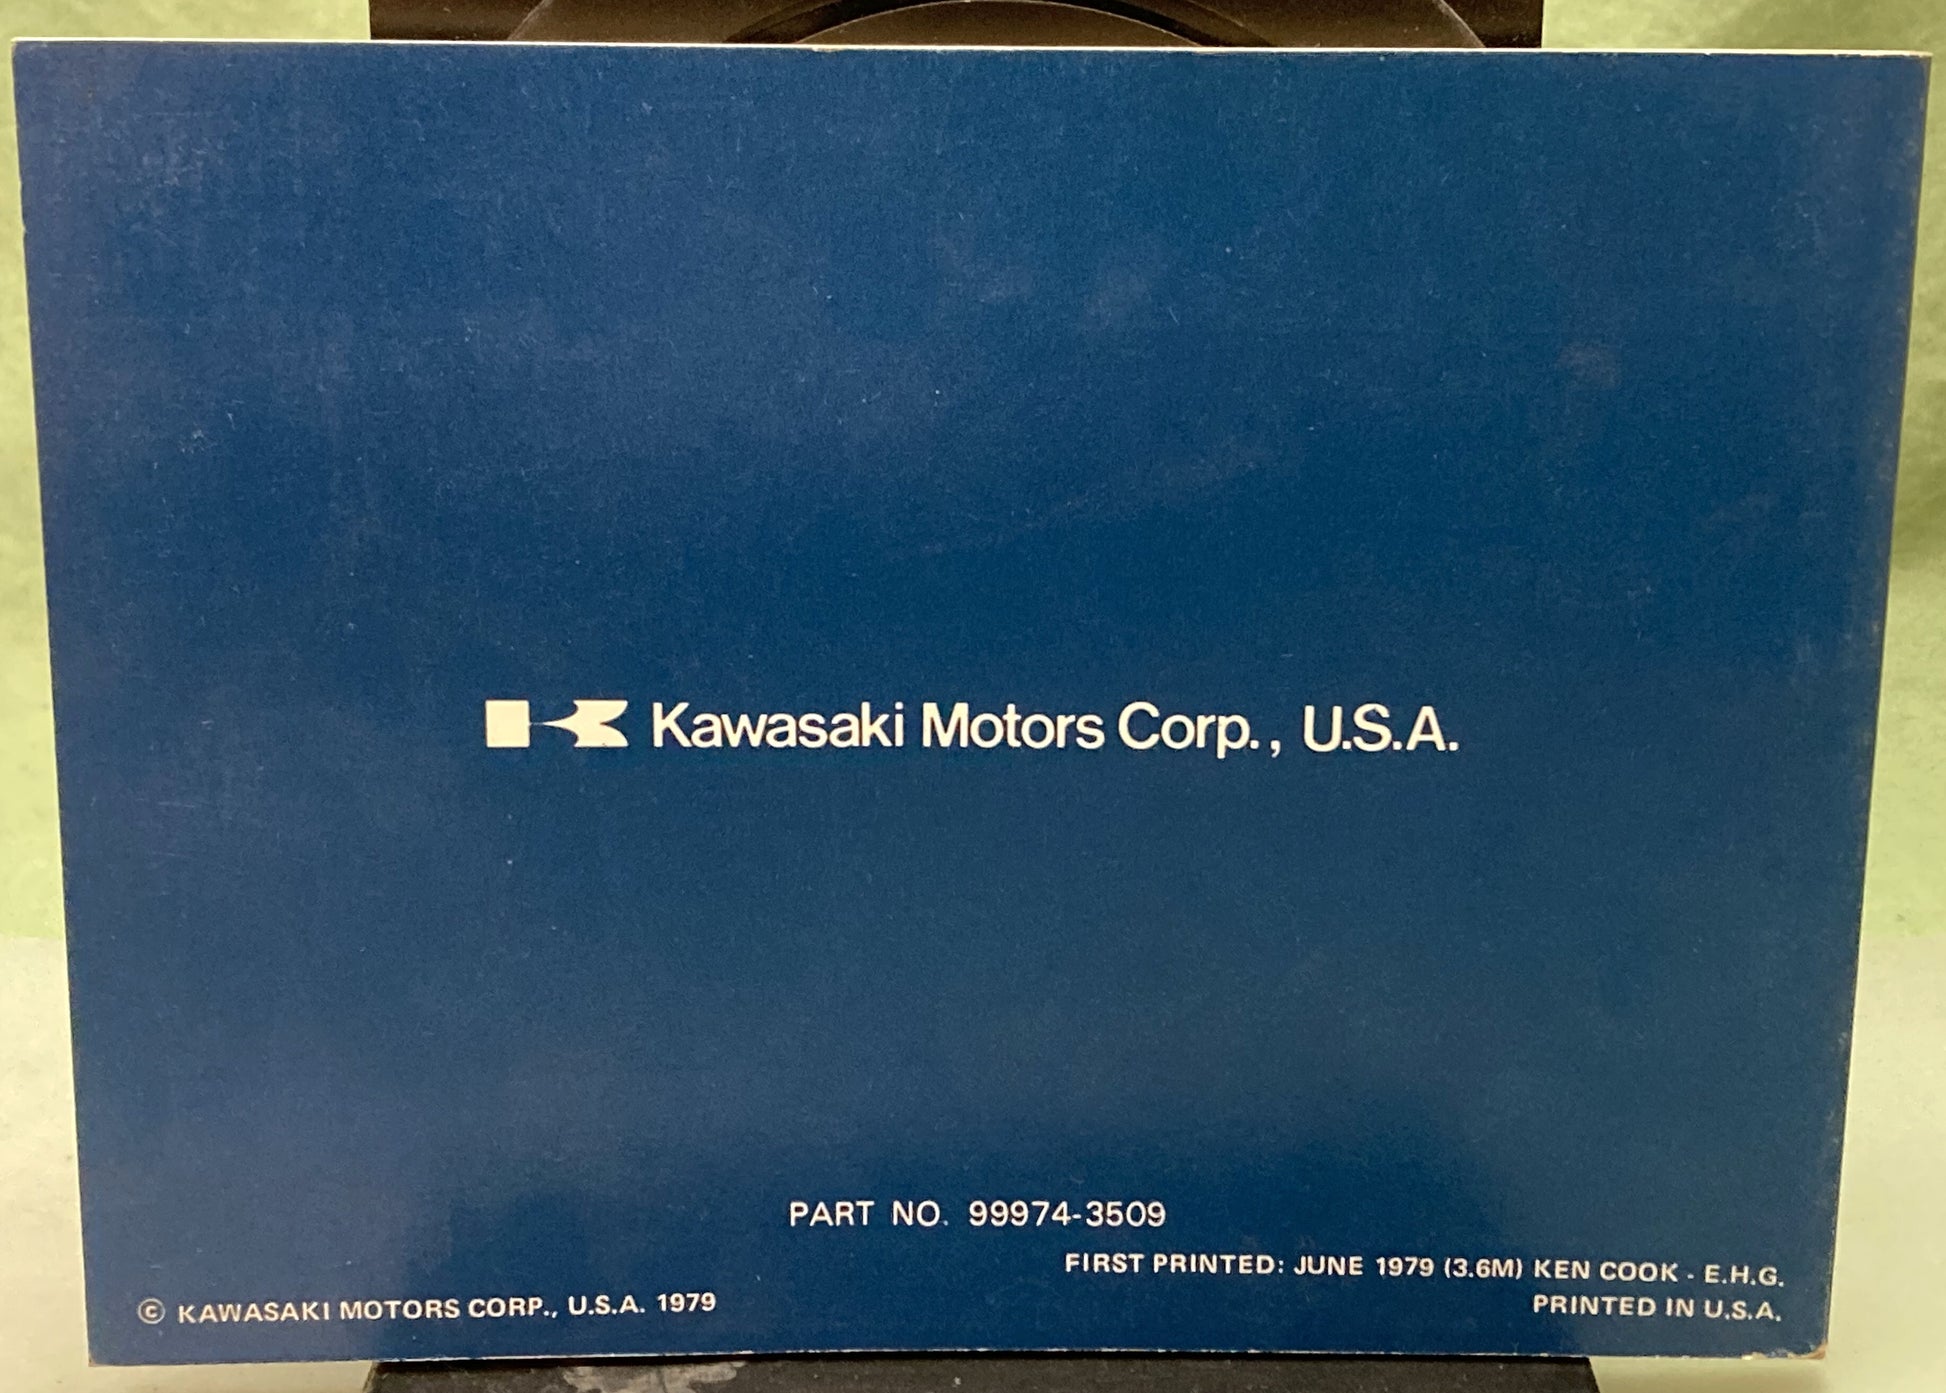 Kawasaki Motors Corp., U.S.A.
PART NO. 99974-3509
FIRST PRINTED: JUNE 1979 (3.6M) KEN COOK - E.H.G.
© KAWASAKI MOTORS CORP., U.S.A. 1979
PRINTED IN U.S.A.